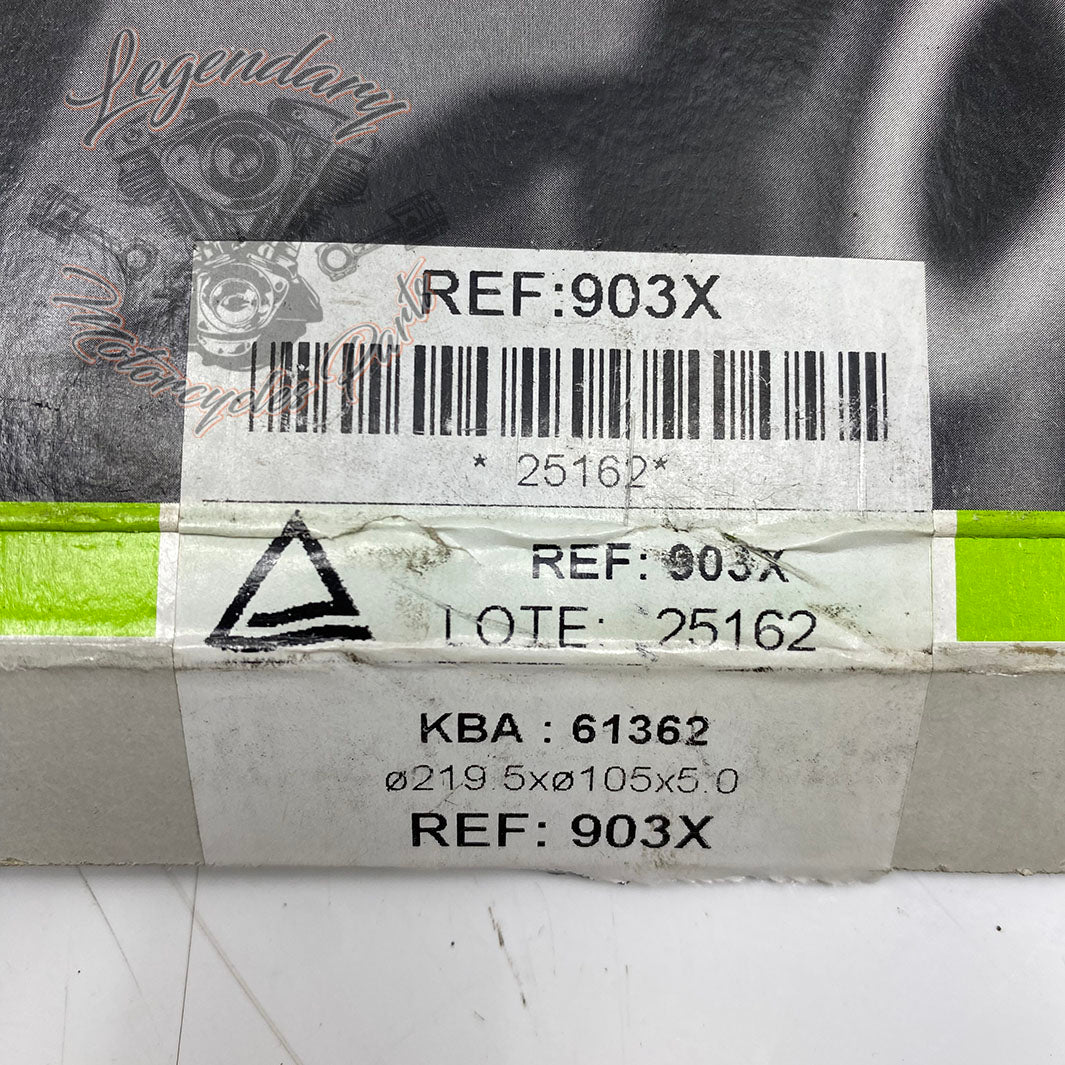 Legendary
Motorcycles Parts
REF:903X
* 25162*
REF: 903X
LOTE: 25162
KBA : 61362
ø219.5xø105x5.0
REF: 903X